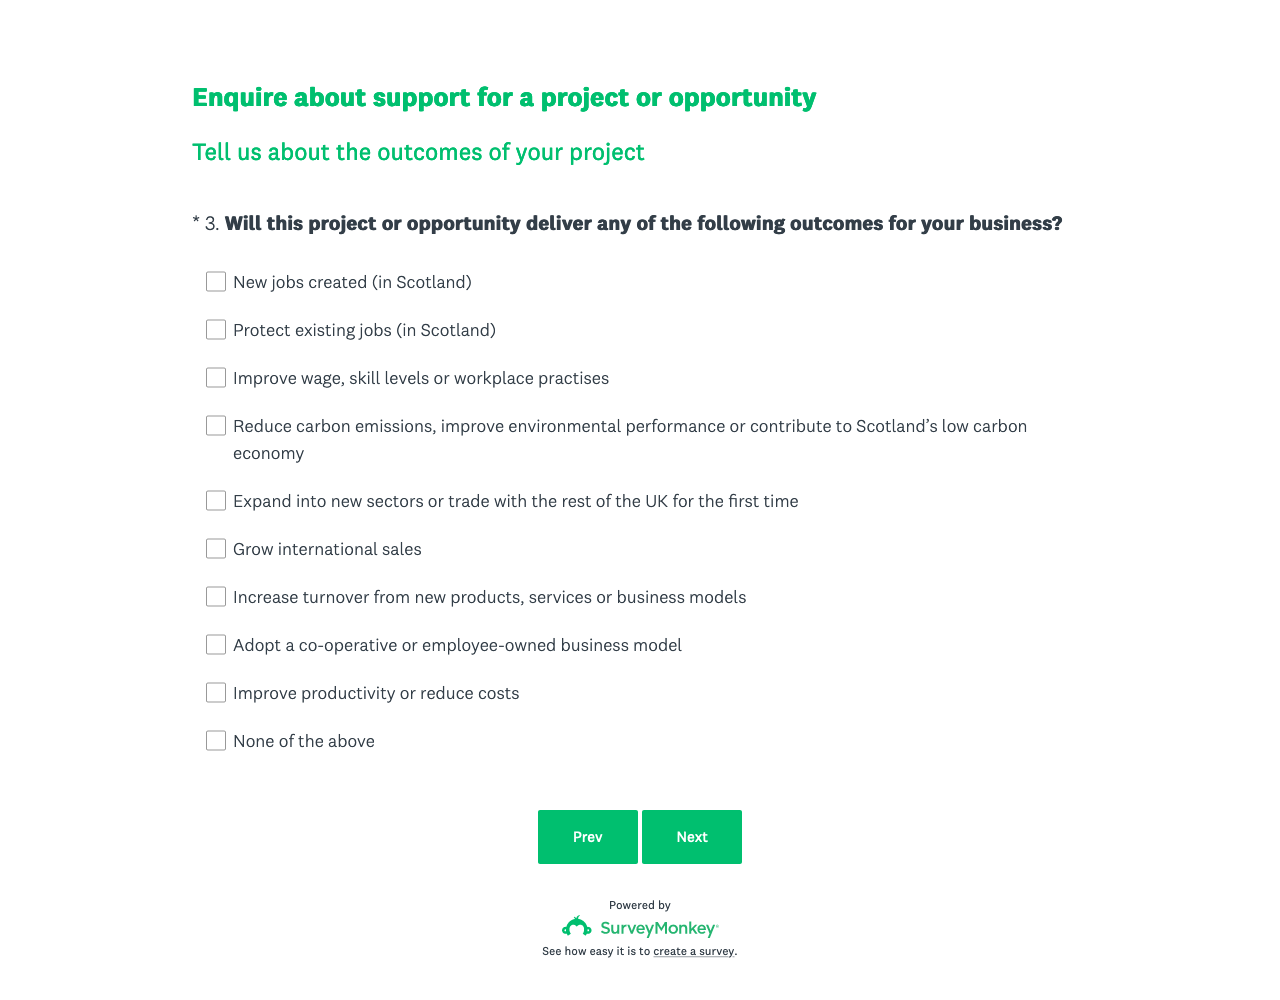 Enquire about support for a project or opportunity
Tell us about the outcomes of your project
* 3. Will this project or opportunity deliver any of the following outcomes for your business?
New jobs created (in Scotland)
Protect existing jobs (in Scotland)
Improve wage, skill levels or workplace practises
Reduce carbon emissions, improve environmental performance or contribute to Scotland’s low carbon
economy
Expand into new sectors or trade with the rest of the UK for the first time
Grow international sales
Increase turnover from new products, services or business models
Adopt a co-operative or employee-owned business model
Improve productivity or reduce costs
None of the above
Prev Next
Powered by
SurveyMonkey®
See how easy it is to create a survey.